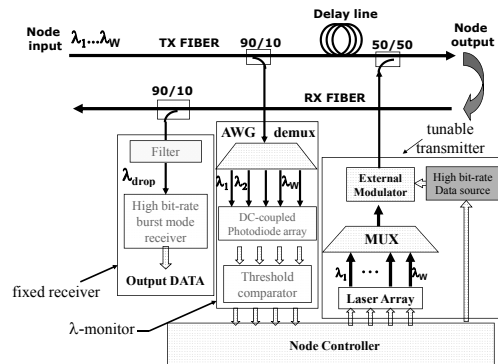 Node input
λ1...λW
TX FIBER
Delay line
Node output
90/10
50/50
90/10
RX FIBER
tunable transmitter
AWG demux
Filter
λdrop
λ1 λ2 λW
External Modulator
High bit-rate Data source
High bit-rate burst mode receiver
DC-coupled Photodiode array
MUX
Output DATA
Threshold comparator
λ1 ... λW
Laser Array
fixed receiver
λ-monitor
Node Controller